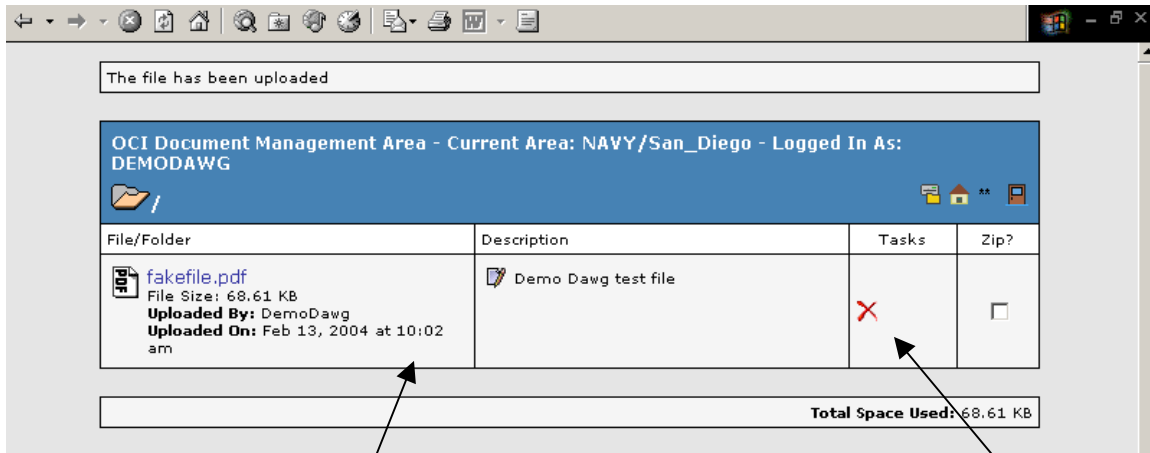 The file has been uploaded
OCI Document Management Area - Current Area: NAVY/San_Diego - Logged In As:
DEMODAWG
/
**
File/Folder
Description
Tasks
Zip?
PDF
fakefile.pdf
File Size: 68.61 KB
Uploaded By: DemoDawg
Uploaded On: Feb 13, 2004 at 10:02
am
Demo Dawg test file
Total Space Used: 68.61 KB